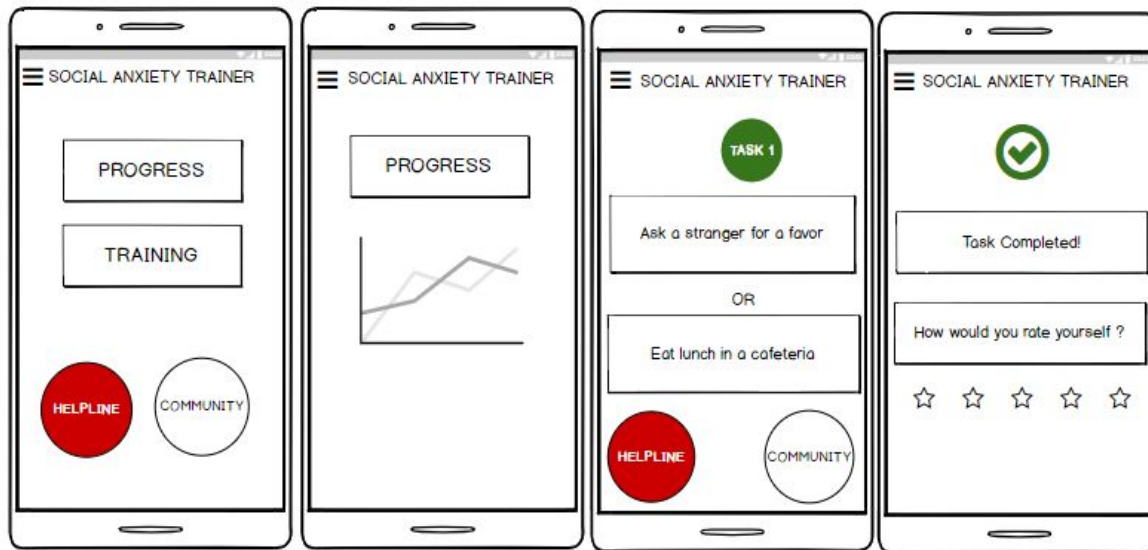 SOCIAL ANXIETY TRAINER
PROGRESS
TRAINING
HELPLINE
COMMUNITY
SOCIAL ANXIETY TRAINER
PROGRESS
SOCIAL ANXIETY TRAINER
TASK 1
Ask a stranger for a favor
OR
Eat lunch in a cafeteria
HELPLINE
COMMUNITY
SOCIAL ANXIETY TRAINER
Task Completed!
How would you rate yourself ?